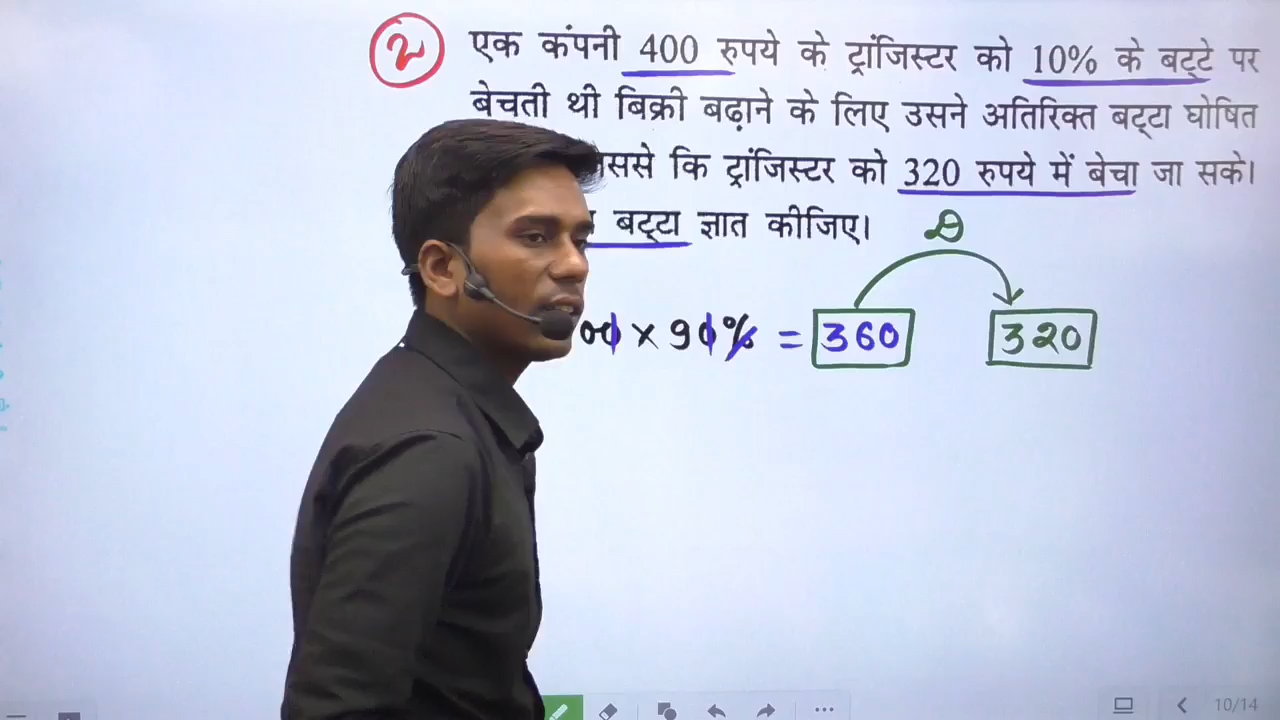 2
एक कंपनी 400 रुपये के ट्रांजिस्टर को 10% के बट्टे पर
बेचती थी बिक्री बढ़ाने के लिए उसने अतिरिक्त बट्टा घोषित
कि ट्रांजिस्टर को 320 रुपये में बेचा जा सके।
बट्टा ज्ञात कीजिए।
D
00 × 90% = 360 320
10/14